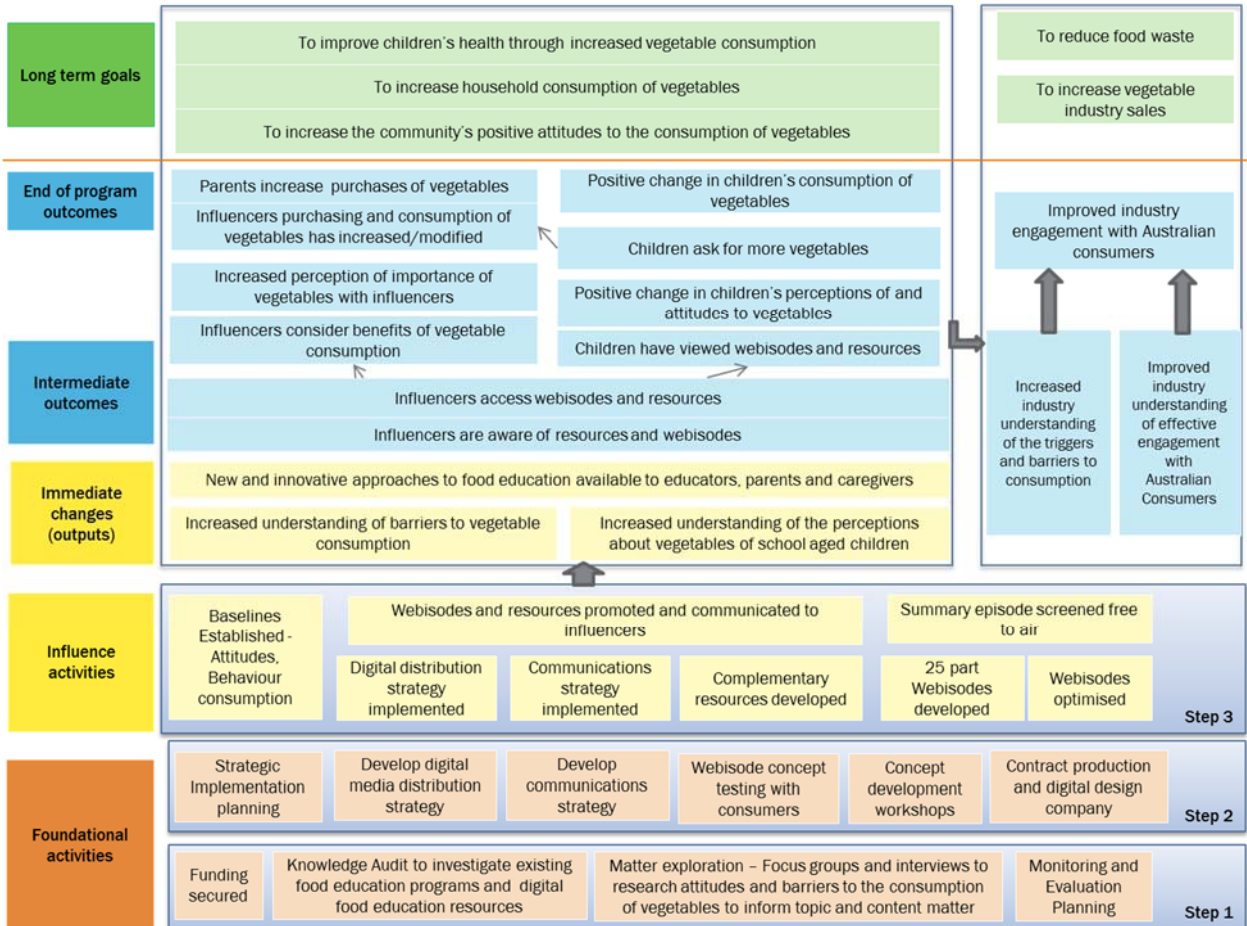 Long term goals
To improve children's health through increased vegetable consumption
To increase household consumption of vegetables
To increase the community's positive attitudes to the consumption of vegetables
To reduce food waste
To increase vegetable
industry sales
End of program
outcomes
Parents increase purchases of vegetables
Influencers purchasing and consumption of
vegetables has increased/modified
Increased perception of importance of
vegetables with influencers
Influencers consider benefits of vegetable
consumption
Positive change in children's consumption of
vegetables
Children ask for more vegetables
Positive change in children's perceptions of and
attitudes to vegetables
Children have viewed webisodes and resources
Improved industry
engagement with Australian
consumers
Intermediate
outcomes
Influencers access webisodes and resources
Influencers are aware of resources and webisodes
Increased
industry
understanding
of the triggers
and barriers to
consumption
Improved
industry
understanding
of effective
engagement
with
Australian
Consumers
Immediate
changes
(outputs)
New and innovative approaches to food education available to educators, parents and caregivers
Increased understanding of barriers to vegetable
consumption
Increased understanding of the perceptions
about vegetables of school aged children
Influence
activities
Baselines
Established -
Attitudes,
Behaviour
consumption
Webisodes and resources promoted and communicated to
influencers
Summary episode screened free
to air
Digital distribution
strategy
implemented
Communications
strategy
implemented
Complementary
resources developed
25 part
Webisodes
developed
Webisodes
optimised
Step 3
Foundational
activities
Strategic
Implementation
planning
Develop digital
media distribution
strategy
Develop
communications
strategy
Webisode concept
testing with
consumers
Concept
development
workshops
Contract production
and digital design
company
Step 2
Funding
secured
Knowledge Audit to investigate existing
food education programs and digital
food education resources
Matter exploration – Focus groups and interviews to
research attitudes and barriers to the consumption
of vegetables to inform topic and content matter
Monitoring and
Evaluation
Planning
Step 1